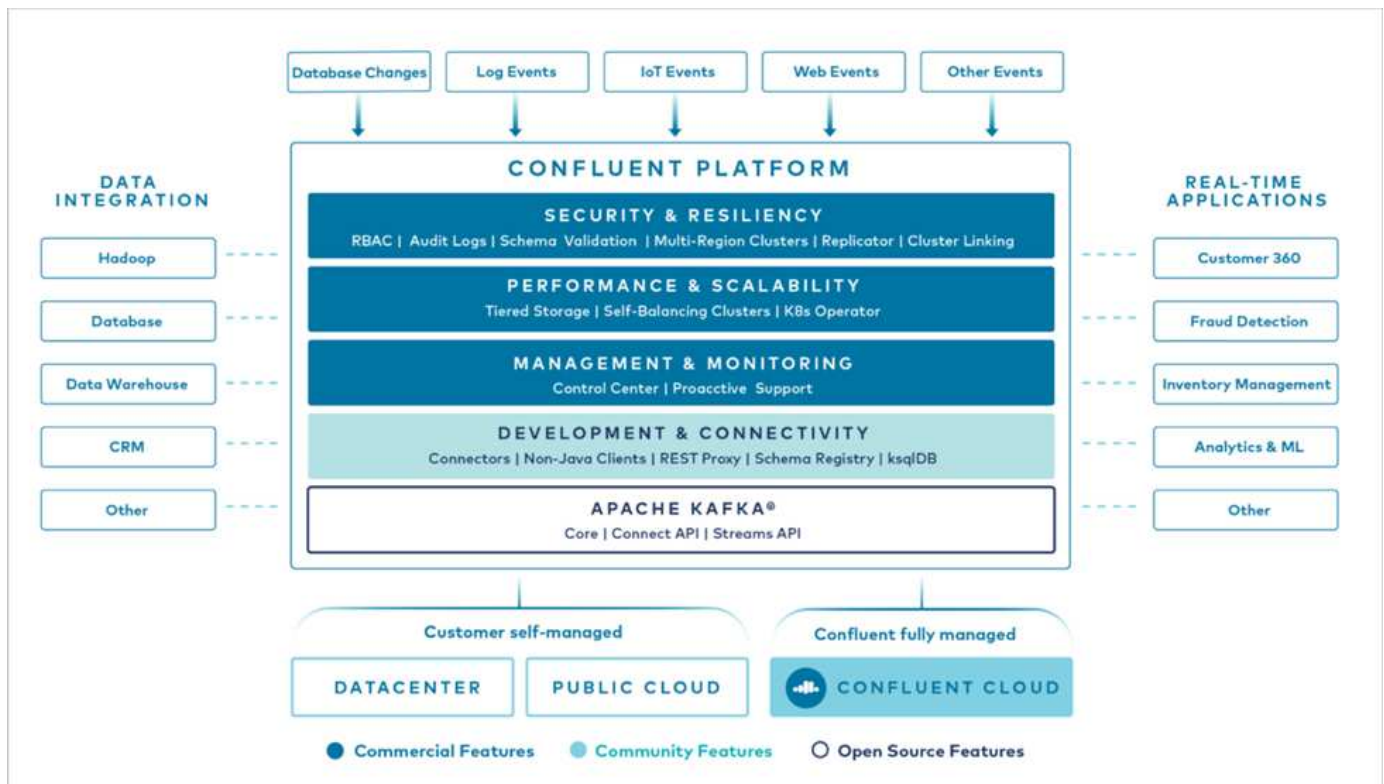 Database Changes
Log Events
IoT Events
Web Events
Other Events
DATA
INTEGRATION
Hadoop
Database
Data Warehouse
CRM
Other
CONFLUENT PLATFORM
SECURITY & RESILIENCY
RBAC | Audit Logs | Schema Validation | Multi-Region Clusters | Replicator | Cluster Linking
PERFORMANCE & SCALABILITY
Tiered Storage | Self-Balancing Clusters | K8s Operator
MANAGEMENT & MONITORING
Control Center | Proacctive Support
DEVELOPMENT & CONNECTIVITY
Connectors | Non-Java Clients | REST Proxy | Schema Registry | ksqlDB
APACHE KAFKA®
Core | Connect API | Streams API
REAL-TIME
APPLICATIONS
Customer 360
Fraud Detection
Inventory Management
Analytics & ML
Other
Customer self-managed
Confluent fully managed
DATACENTER
PUBLIC CLOUD
CONFLUENT CLOUD
Commercial Features
Community Features
Open Source Features